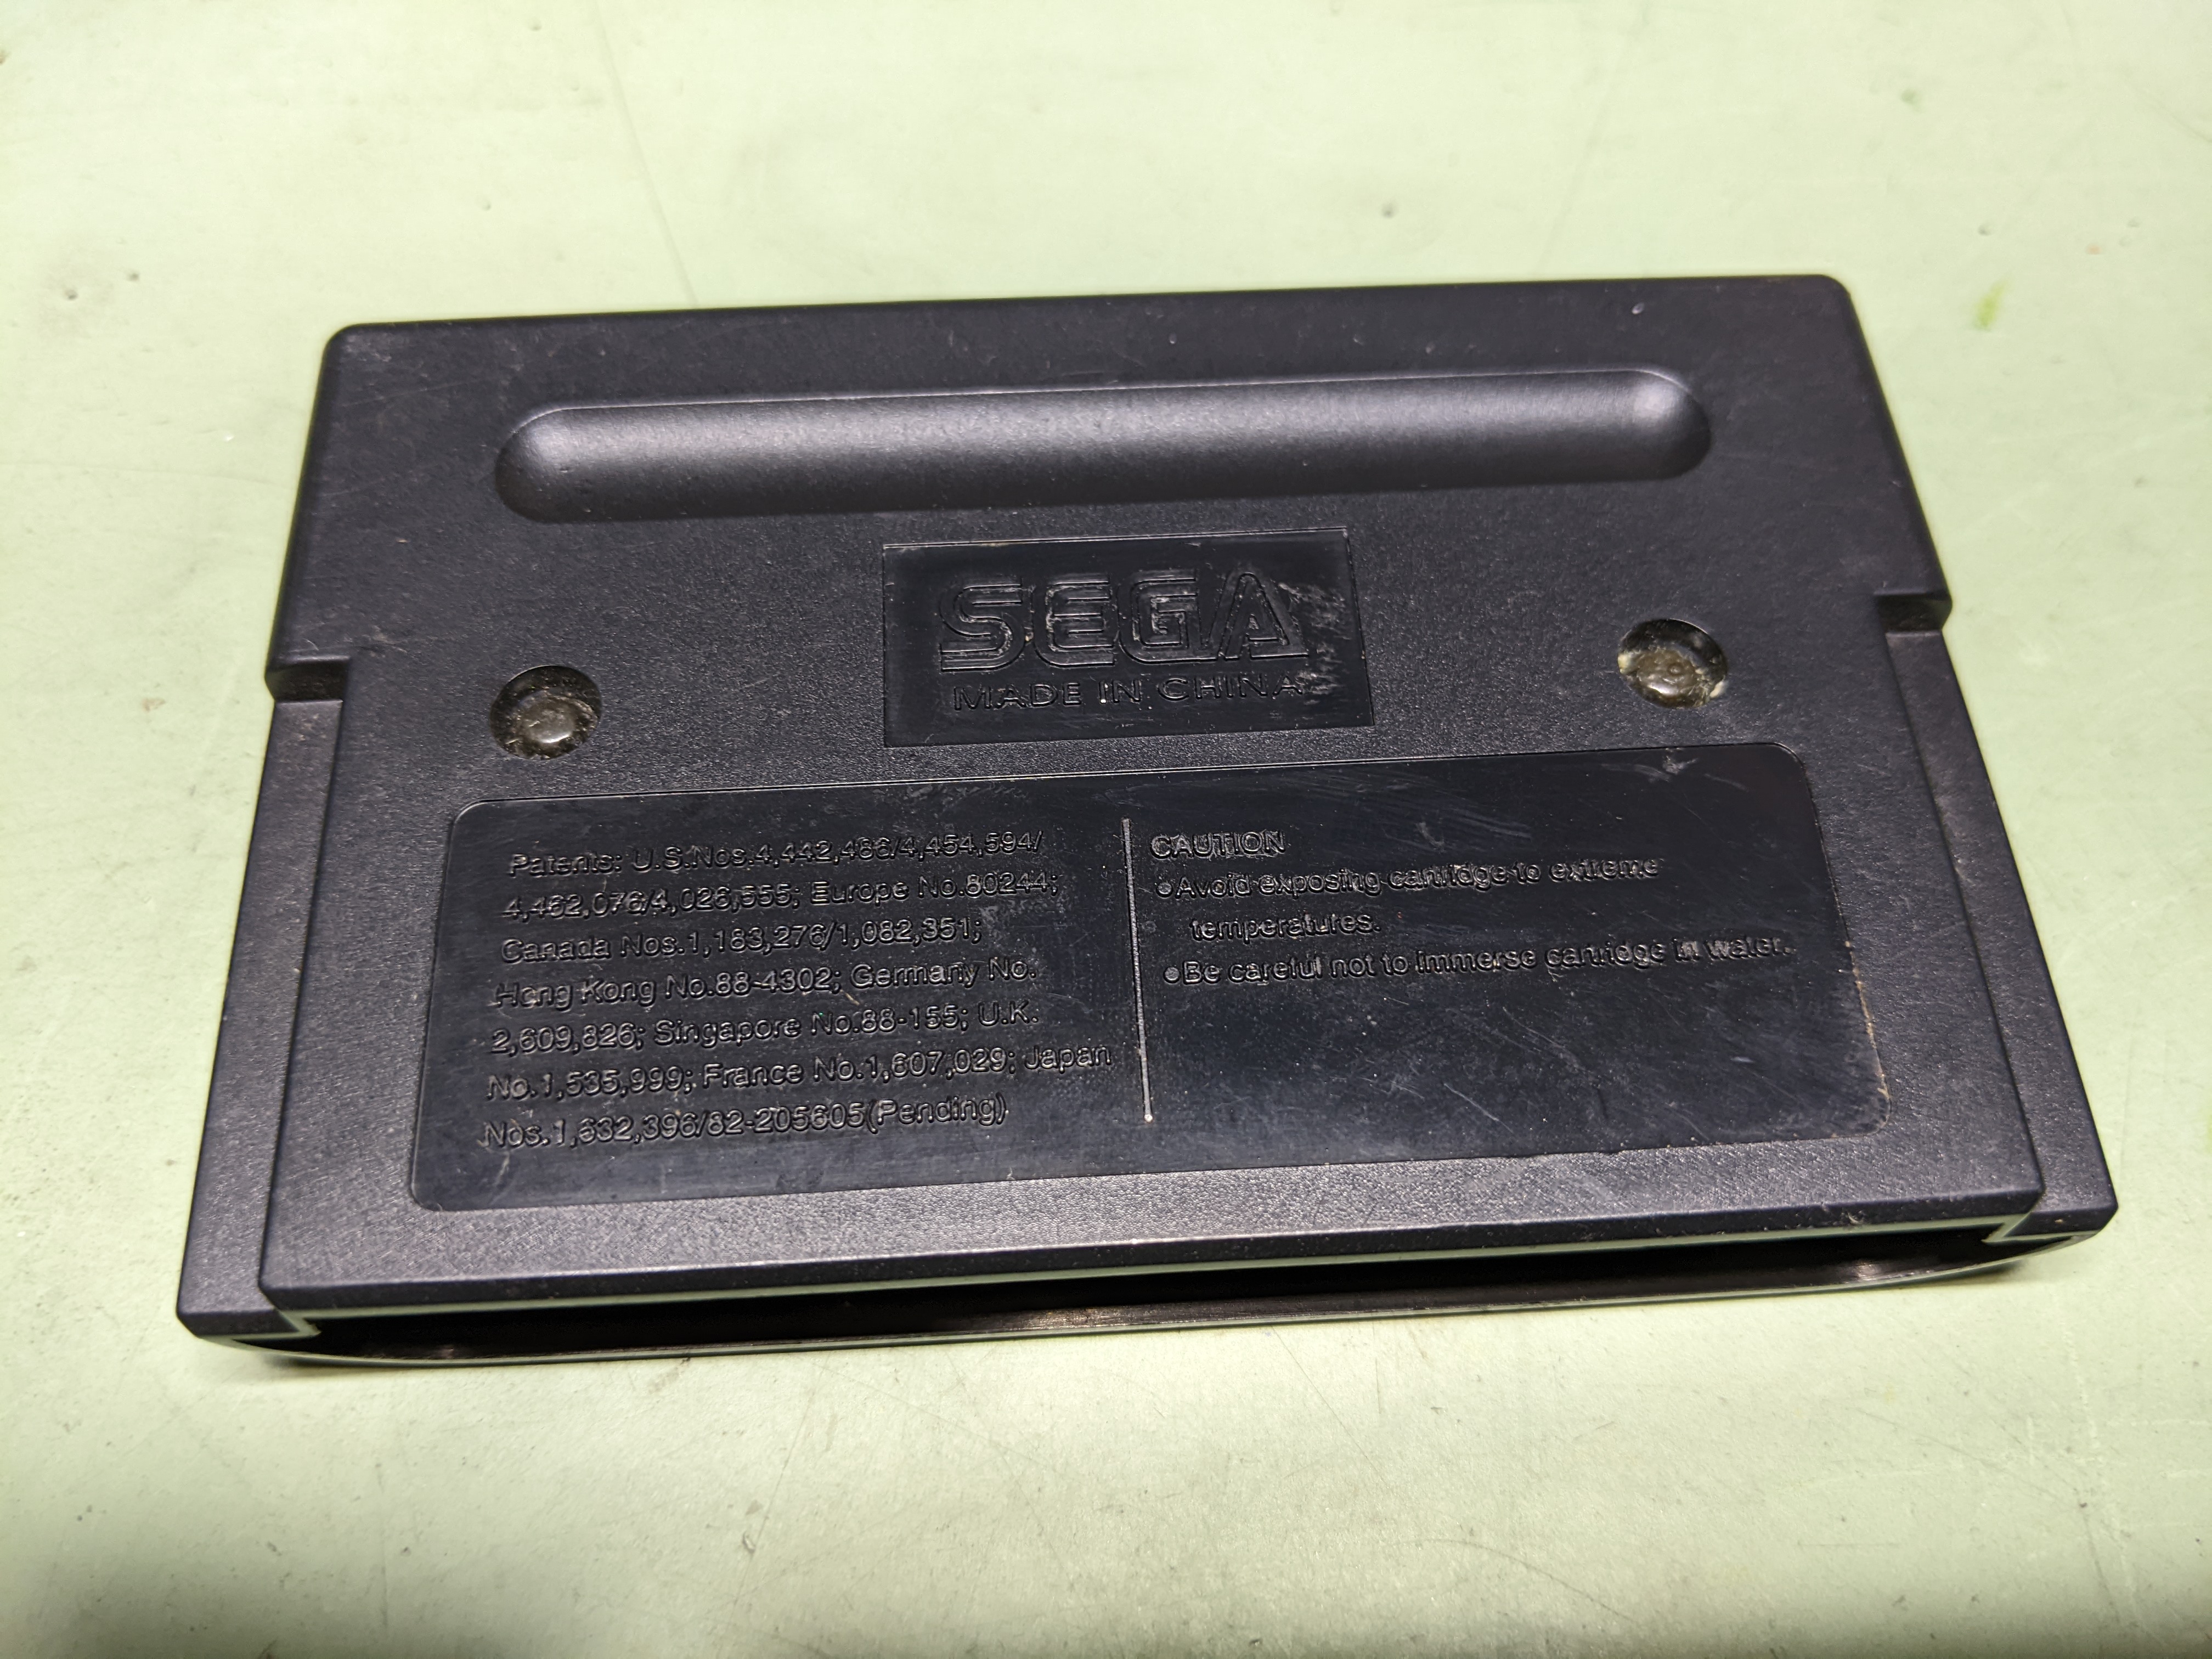 SEGA
MADE IN CHINA
Patents: U.S.Nos.4,442,486/4,454,594/
4,462,076/4,026,555; Europe No.80244;
Canada Nos.1,183,276/1,082,351;
Hong Kong No.88-4302; Germany No.
2,609,826; Singapore No.88-155; U.K.
No.1,535,999; France No.1,607,029; Japan
Nos.1,632,396/82-205605(Pending)
CAUTION
●Avoid exposing cartridge to extreme
temperatures.
●Be careful not to immerse cartridge in water.